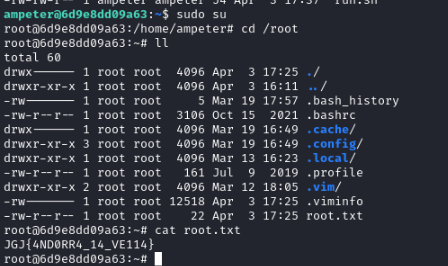 -rw-rw-r-- 1 ampeter ampeter 54 Apr 3 17:37 run.sh
ampeter@6d9e8dd09a63:~$ sudo su
root@6d9e8dd09a63:/home/ampeter# cd /root
root@6d9e8dd09a63:~# ll
total 60
drwx------ 1 root root 4096 Apr 3 17:25 ./
drwxr-xr-x 1 root root 4096 Apr 3 16:11 ../
-rw------- 1 root root 5 Mar 19 17:57 .bash_history
-rw-r--r-- 1 root root 3106 Oct 15 2021 .bashrc
drwx------ 1 root root 4096 Mar 19 16:49 .cache/
drwxr-xr-x 3 root root 4096 Mar 19 16:49 .config/
drwxr-xr-x 1 root root 4096 Mar 13 16:23 .local/
-rw-r--r-- 1 root root 161 Jul 9 2019 .profile
drwxr-xr-x 2 root root 4096 Mar 12 18:05 .vim/
-rw------- 1 root root 12518 Apr 3 17:25 .viminfo
-rw-r--r-- 1 root root 22 Apr 3 17:25 root.txt
root@6d9e8dd09a63:~# cat root.txt
JGJ{4ND0RR4_14_VE114}
root@6d9e8dd09a63:~#